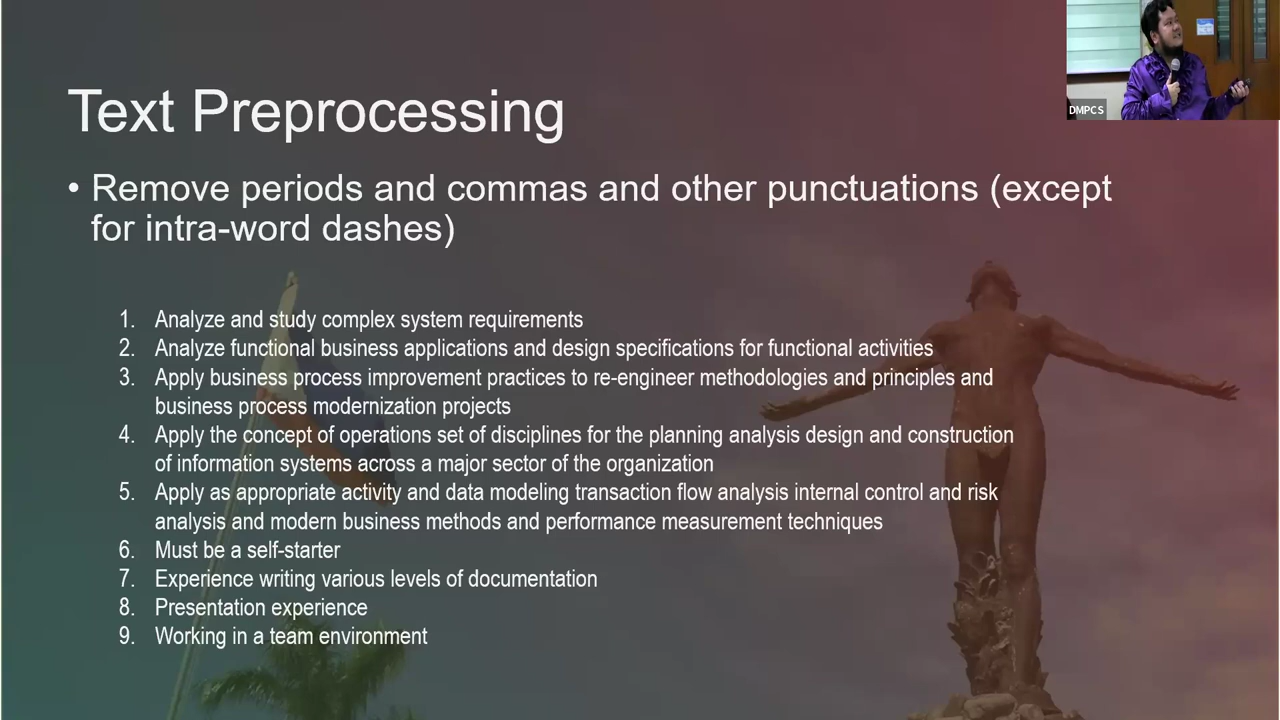 DMPCS
Text Preprocessing
• Remove periods and commas and other punctuations (except
for intra-word dashes)
1. Analyze and study complex system requirements
2. Analyze functional business applications and design specifications for functional activities
3. Apply business process improvement practices to re-engineer methodologies and principles and
business process modernization projects
4. Apply the concept of operations set of disciplines for the planning analysis design and construction
of information systems across a major sector of the organization
5. Apply as appropriate activity and data modeling transaction flow analysis internal control and risk
analysis and modern business methods and performance measurement techniques
6. Must be a self-starter
7. Experience writing various levels of documentation
8. Presentation experience
9. Working in a team environment